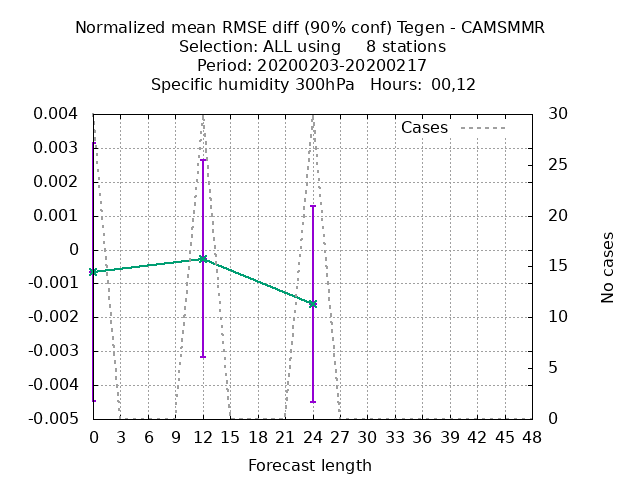 Normalized mean RMSE diff (90% conf) Tegen - CAMSMMR
Selection: ALL using     8 stations
Period: 20200203-20200217
Specific humidity 300hPa   Hours: 00,12
Cases
0.004
0.003
0.002
0.001
0
-0.001
-0.002
-0.003
-0.004
-0.005
30
25
20
15
10
5
0
No cases
0 3 6 9 12 15 18 21 24 27 30 33 36 39 42 45 48
Forecast length